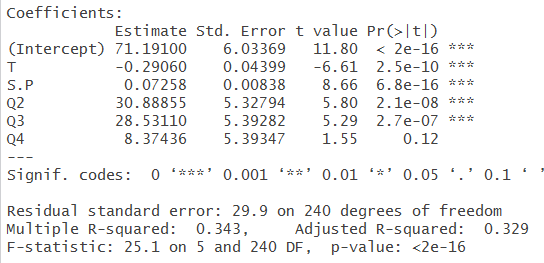 Coefficients:
Estimate Std. Error t value Pr(>|t|)
(Intercept) 71.19100 6.03369 11.80 < 2e-16 ***
T -0.29060 0.04399 -6.61 2.5e-10 ***
S.P 0.07258 0.00838 8.66 6.8e-16 ***
Q2 30.88855 5.32794 5.80 2.1e-08 ***
Q3 28.53110 5.39282 5.29 2.7e-07 ***
Q4 8.37436 5.39347 1.55 0.12
---
Signif. codes: 0 ‘***’ 0.001 ‘**’ 0.01 ‘*’ 0.05 ‘.’ 0.1 ‘ ’
Residual standard error: 29.9 on 240 degrees of freedom
Multiple R-squared: 0.343, Adjusted R-squared: 0.329
F-statistic: 25.1 on 5 and 240 DF, p-value: <2e-16